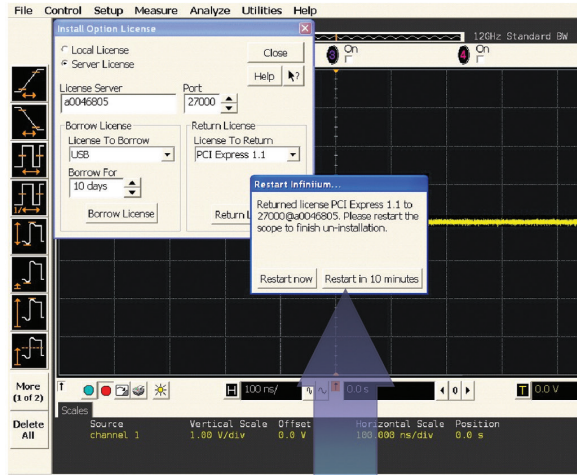 File Control Setup Measure Analyze Utilities Help
Install Option License
12GHz Standard BW
Local License
Server License
Close
3 On
4 On
Help
License Server
Port
a0046805
27000
Borrow License
Return License
License To Borrow
License To Return
USB
PCI Express 1.1
Borrow For
10 days
Restart Infiniium...
Returned license PCI Express 1.1 to
27000@a0046805. Please restart the
scope to finish un-installation.
Borrow License
Return L
Restart now
Restart in 10 minutes
More
(1 of 2)
H
100 ns/
0.0 s
0
T
0.0 V
Scales
Delete
All
Source Vertical Scale Offset Horizontal Scale Position
channel 1 1.00 V/div 0.0 V 100.000 ns/div 0.0 s